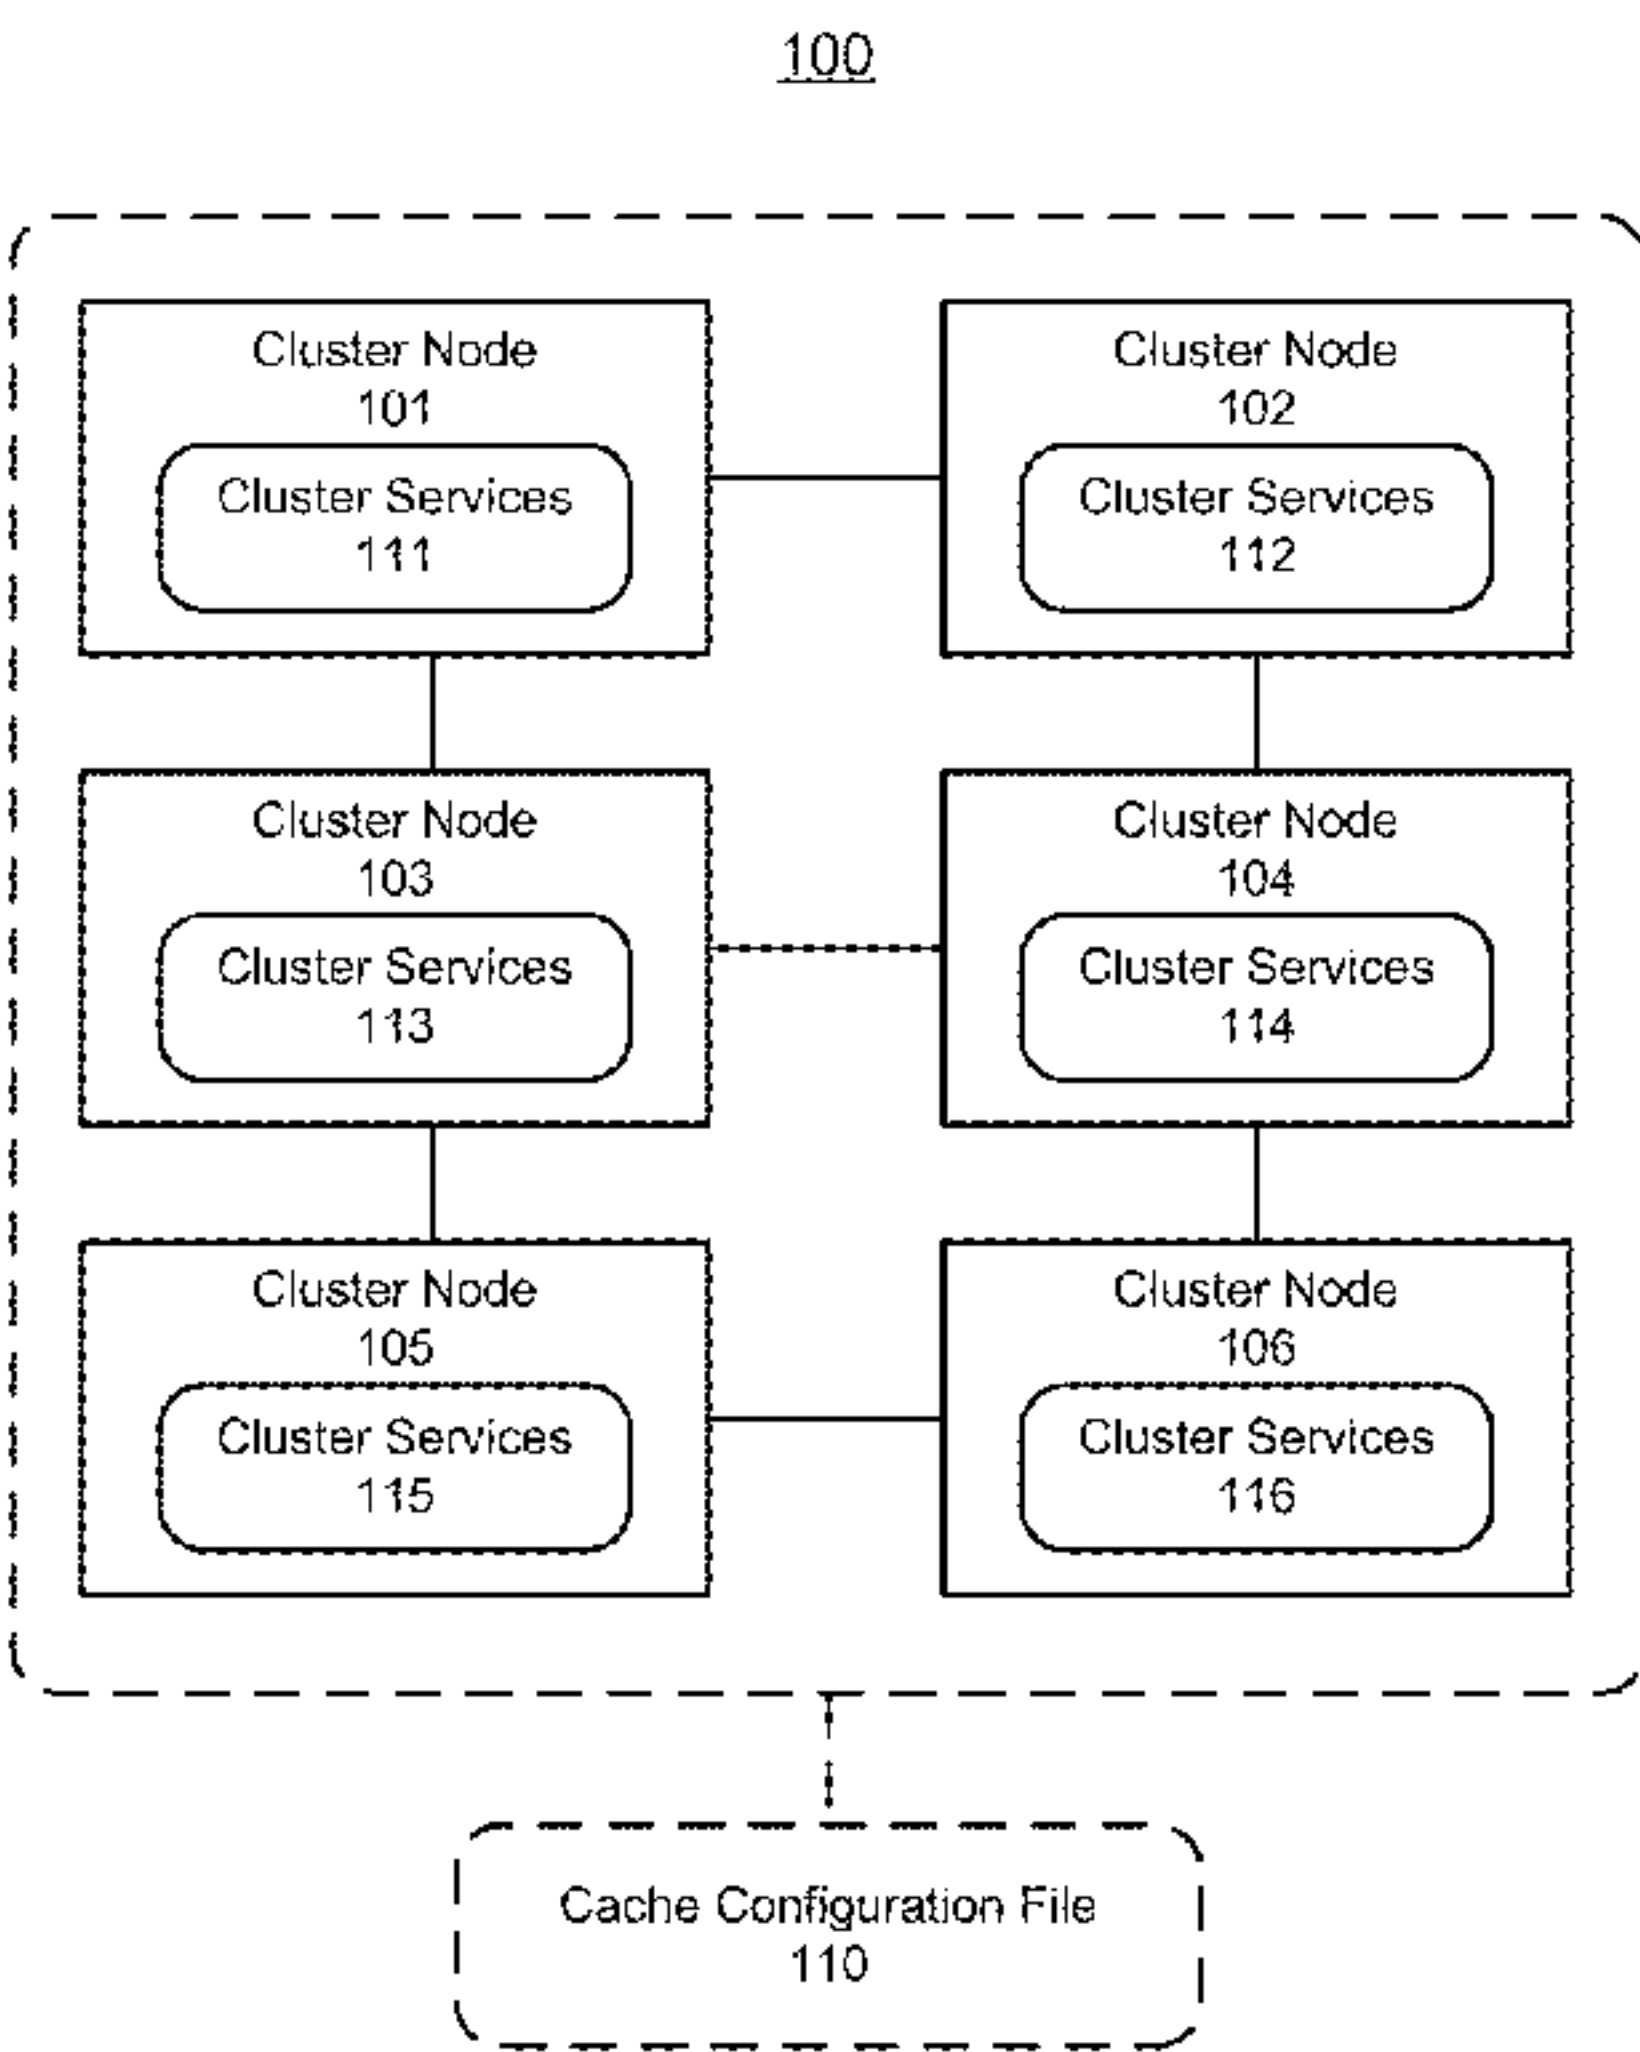 100
Cluster Node
101
Cluster Services
111
Cluster Node
102
Cluster Services
112
Cluster Node
103
Cluster Services
113
Cluster Node
104
Cluster Services
114
Cluster Node
105
Cluster Services
115
Cluster Node
106
Cluster Services
116
Cache Configuration File
110